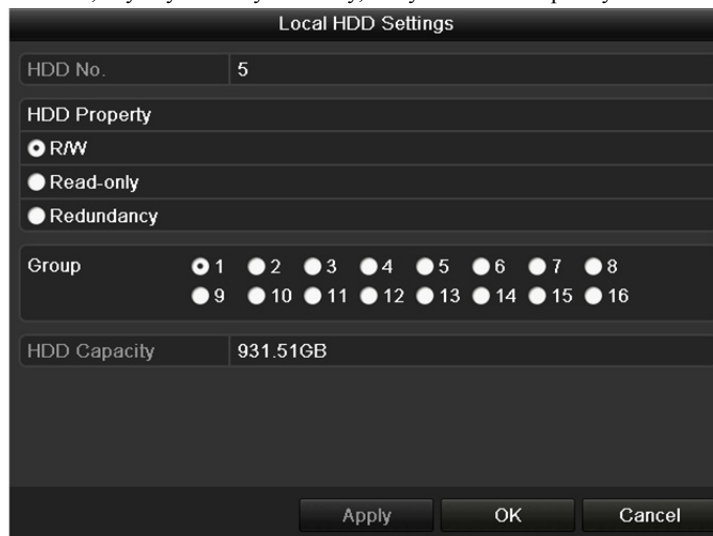 Local HDD Settings
HDD No. 5
HDD Property
R/W
Read-only
Redundancy
Group 1 2 3 4 5 6 7 8
9 10 11 12 13 14 15 16
HDD Capacity 931.51GB
Apply OK Cancel